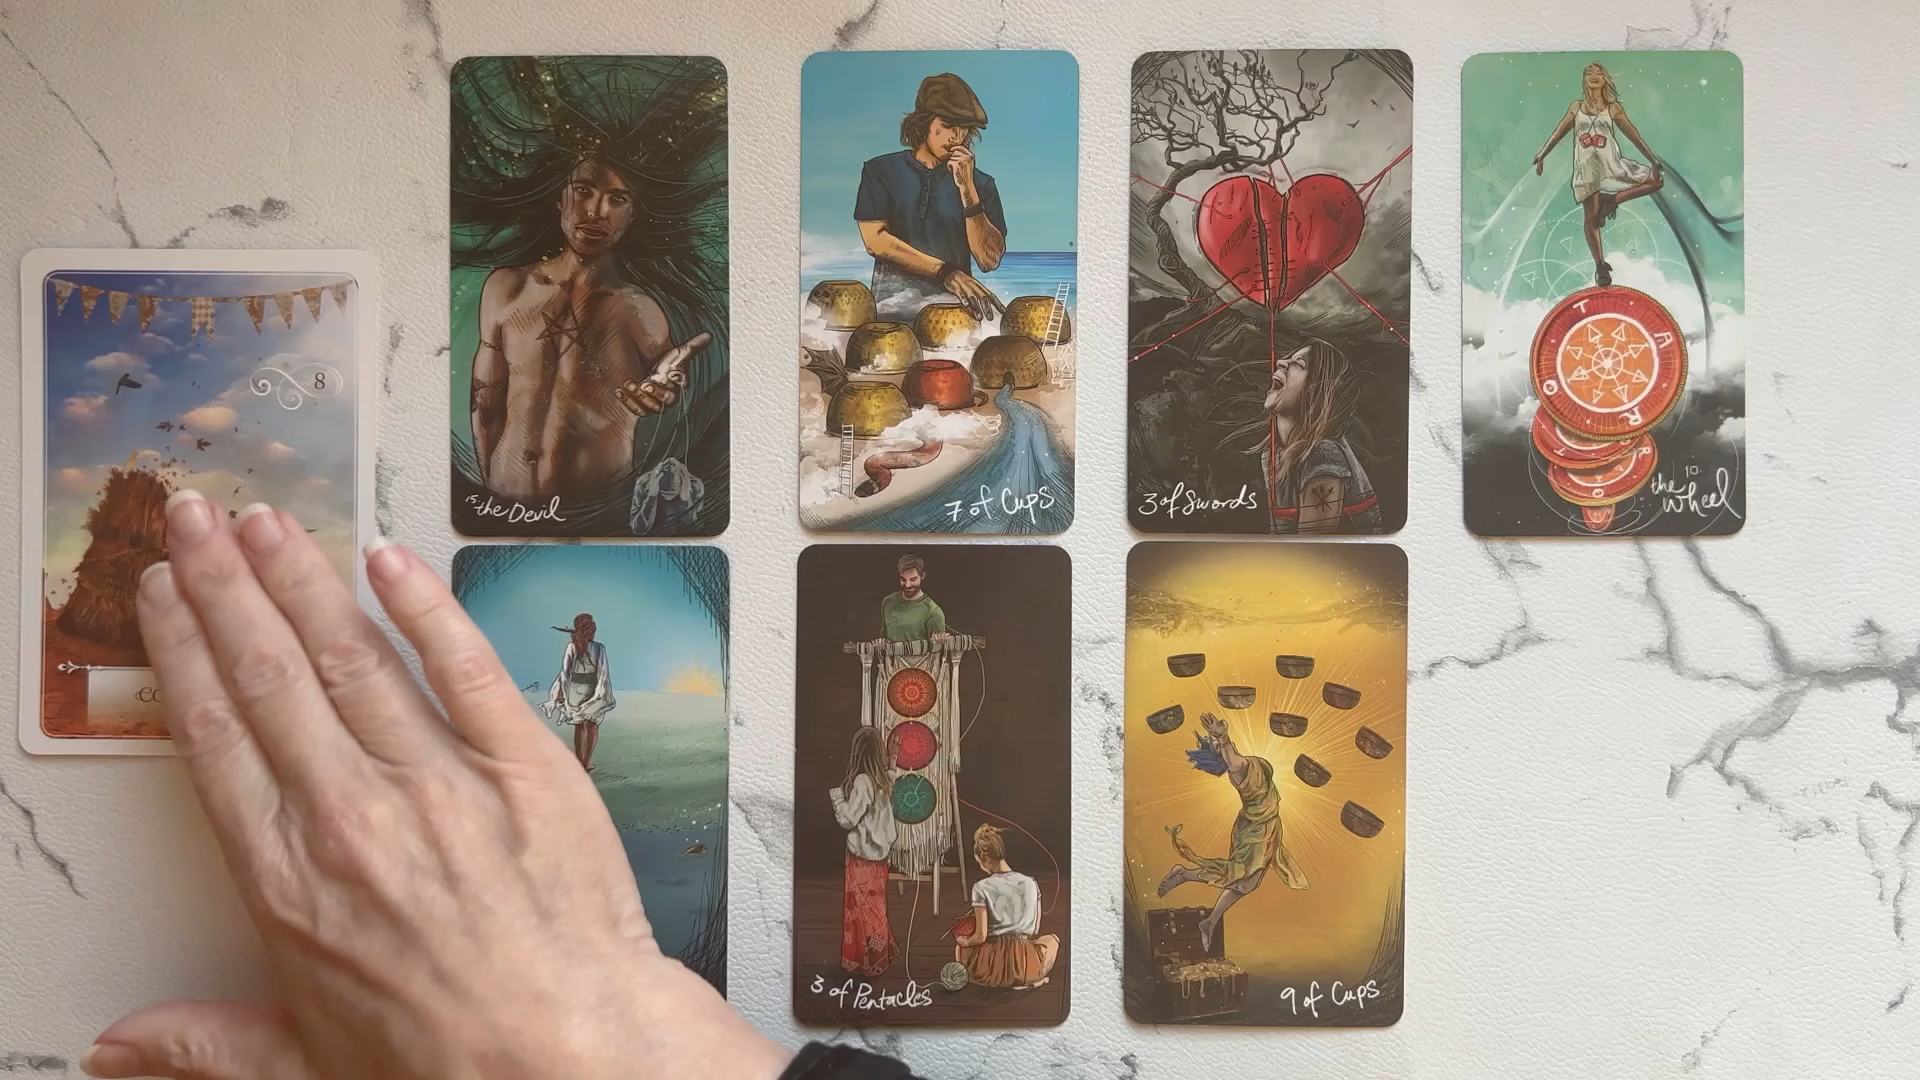 8
15. the Devil
7 of Cups
3 of Swords
T A R O
T R O
10.
the
Wheel
3 of Pentacles
9 of Cups